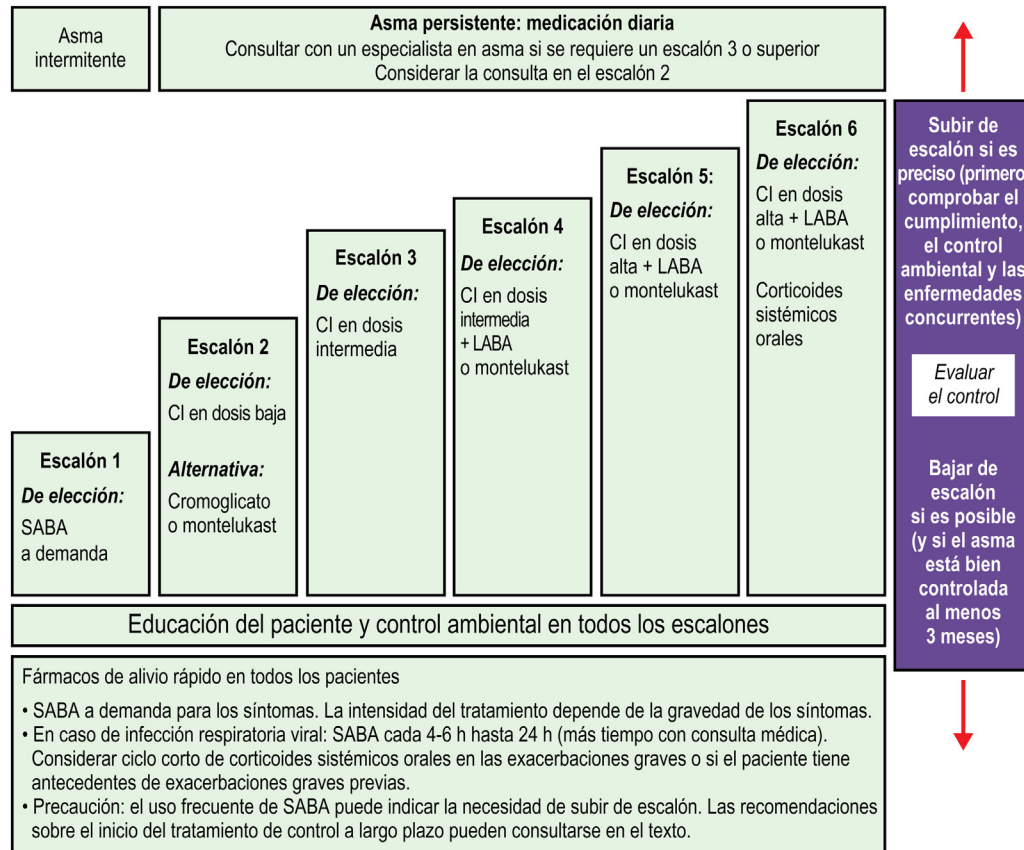 Asma
intermitente
Asma persistente: medicación diaria
Consultar con un especialista en asma si se requiere un escalón 3 o superior
Considerar la consulta en el escalón 2
Escalón 1
De elección:
SABA
a demanda
Escalón 2
De elección:
CI en dosis baja
Alternativa:
Cromoglicato
o montelukast
Escalón 3
De elección:
CI en dosis
intermedia
Escalón 4
De elección:
CI en dosis
intermedia
+ LABA
o montelukast
Escalón 5:
De elección:
CI en dosis
alta + LABA
o montelukast
Escalón 6
De elección:
CI en dosis
alta + LABA
o montelukast
Corticoides
sistémicos
orales
Subir de
escalón si es
preciso (primero,
comprobar el
cumplimiento,
el control
ambiental y las
enfermedades
concurrentes)
Evaluar
el control
Bajar de
escalón
si es posible
(y si el asma
está bien
controlada
al menos
3 meses)
Educación del paciente y control ambiental en todos los escalones
Fármacos de alivio rápido en todos los pacientes
• SABA a demanda para los síntomas. La intensidad del tratamiento depende de la gravedad de los síntomas.
• En caso de infección respiratoria viral: SABA cada 4-6 h hasta 24 h (más tiempo con consulta médica).
Considerar ciclo corto de corticoides sistémicos orales en las exacerbaciones graves o si el paciente tiene
antecedentes de exacerbaciones graves previas.
• Precaución: el uso frecuente de SABA puede indicar la necesidad de subir de escalón. Las recomendaciones
sobre el inicio del tratamiento de control a largo plazo pueden consultarse en el texto.